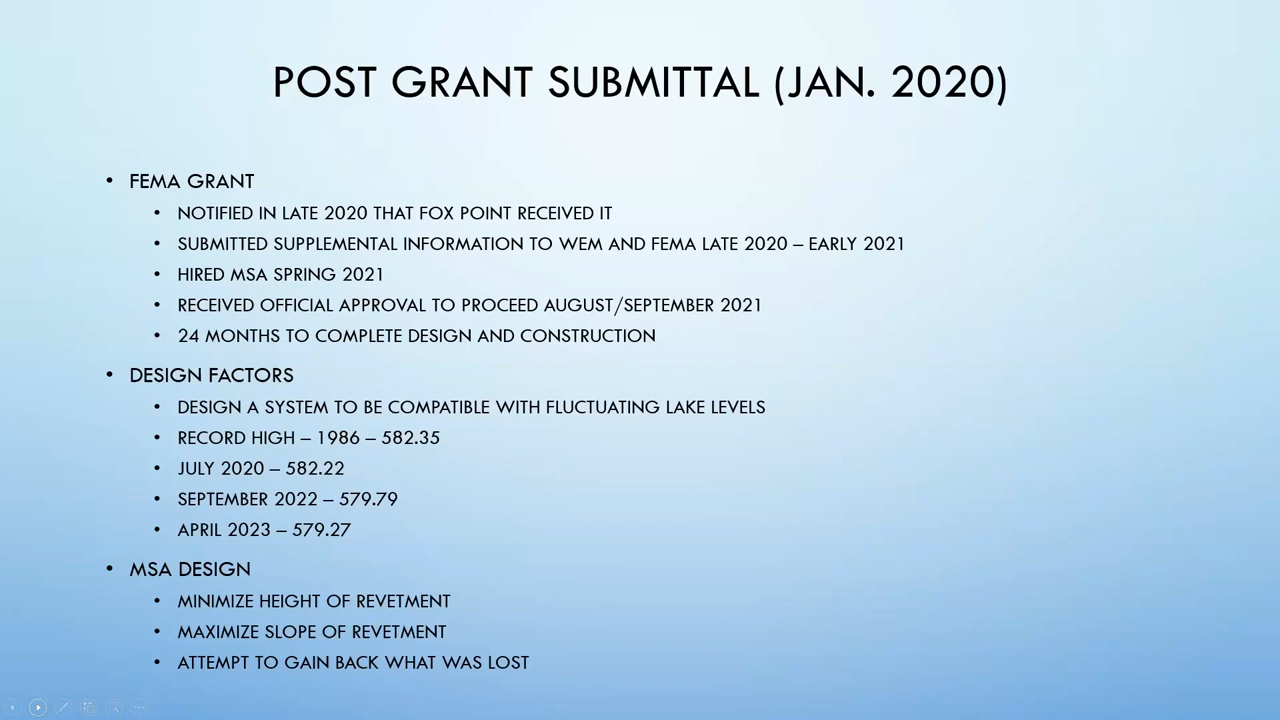 POST GRANT SUBMITTAL (JAN. 2020)
• FEMA GRANT
• NOTIFIED IN LATE 2020 THAT FOX POINT RECEIVED IT
• SUBMITTED SUPPLEMENTAL INFORMATION TO WEM AND FEMA LATE 2020 – EARLY 2021
• HIRED MSA SPRING 2021
• RECEIVED OFFICIAL APPROVAL TO PROCEED AUGUST/SEPTEMBER 2021
• 24 MONTHS TO COMPLETE DESIGN AND CONSTRUCTION
• DESIGN FACTORS
• DESIGN A SYSTEM TO BE COMPATIBLE WITH FLUCTUATING LAKE LEVELS
• RECORD HIGH – 1986 – 582.35
• JULY 2020 – 582.22
• SEPTEMBER 2022 – 579.79
• APRIL 2023 – 579.27
• MSA DESIGN
• MINIMIZE HEIGHT OF REVETMENT
• MAXIMIZE SLOPE OF REVETMENT
• ATTEMPT TO GAIN BACK WHAT WAS LOST